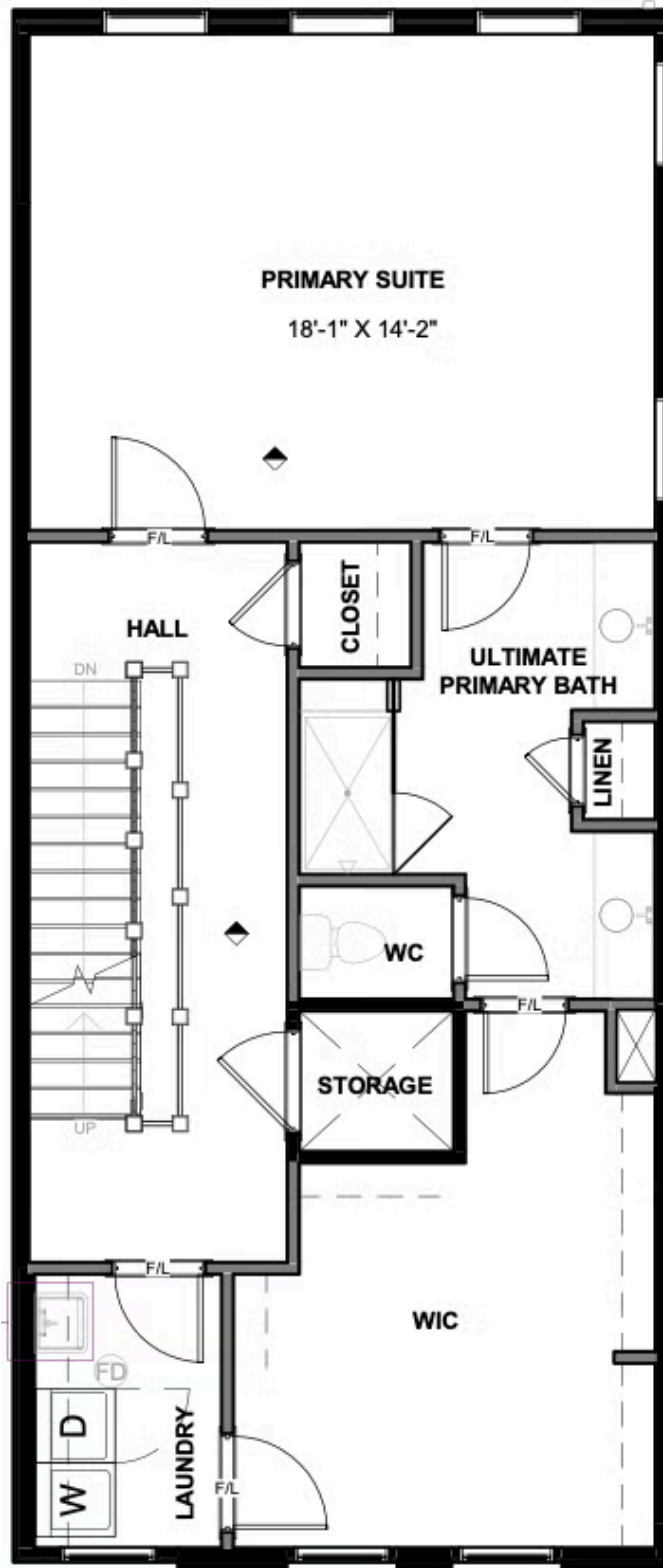 PRIMARY SUITE
18'-1" X 14'-2"
F/L
F/L
CLOSET
HALL
ULTIMATE
PRIMARY BATH
DN
LINEN
WC
F/L
STORAGE
UP
F/L
WIC
FD
D
LAUNDRY
W
F/L